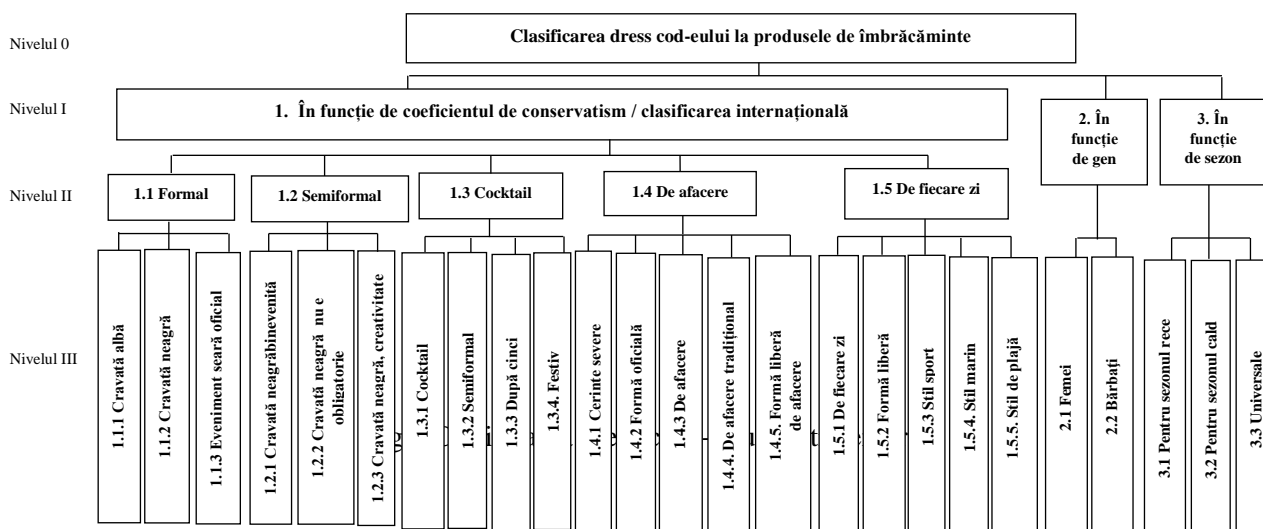 Nivelul 0
Clasificarea dress cod-eului la produsele de îmbrăcăminte
Nivelul I
1. În funcție de coeficientul de conservatism / clasificarea internațională
2. În
funcție
de gen
3. În
funcție
de sezon
Nivelul II
1.1 Formal
1.2 Semiformal
1.3 Cocktail
1.4 De afacere
1.5 De fiecare zi
Nivelul III
1.1.1 Cravată albă
1.1.2 Cravată neagră
1.1.3 Eveniment seară oficial
1.2.1 Cravată neagrăbinevenită
1.2.2 Cravată neagră nu e
obligatorie
1.2.3 Cravată neagră, creativitate
1.3.1 Cocktail
1.3.2 Semiformal
1.3.3 După cinci
1.3.4. Festiv
1.4.1 Cerinte severe
1.4.2 Formă oficială
1.4.3 De afacere
1.4.4. De afacere tradițional
1.4.5. Formă liberă
de afacere
1.5.1 De fiecare zi
1.5.2 Formă liberă
1.5.3 Stil sport
1.5.4. Stil marin
1.5.5. Stil de plajă
2.1 Femei
2.2 Bărbați
3.1 Pentru sezonul rece
3.2 Pentru sezonul cald
3.3 Universale